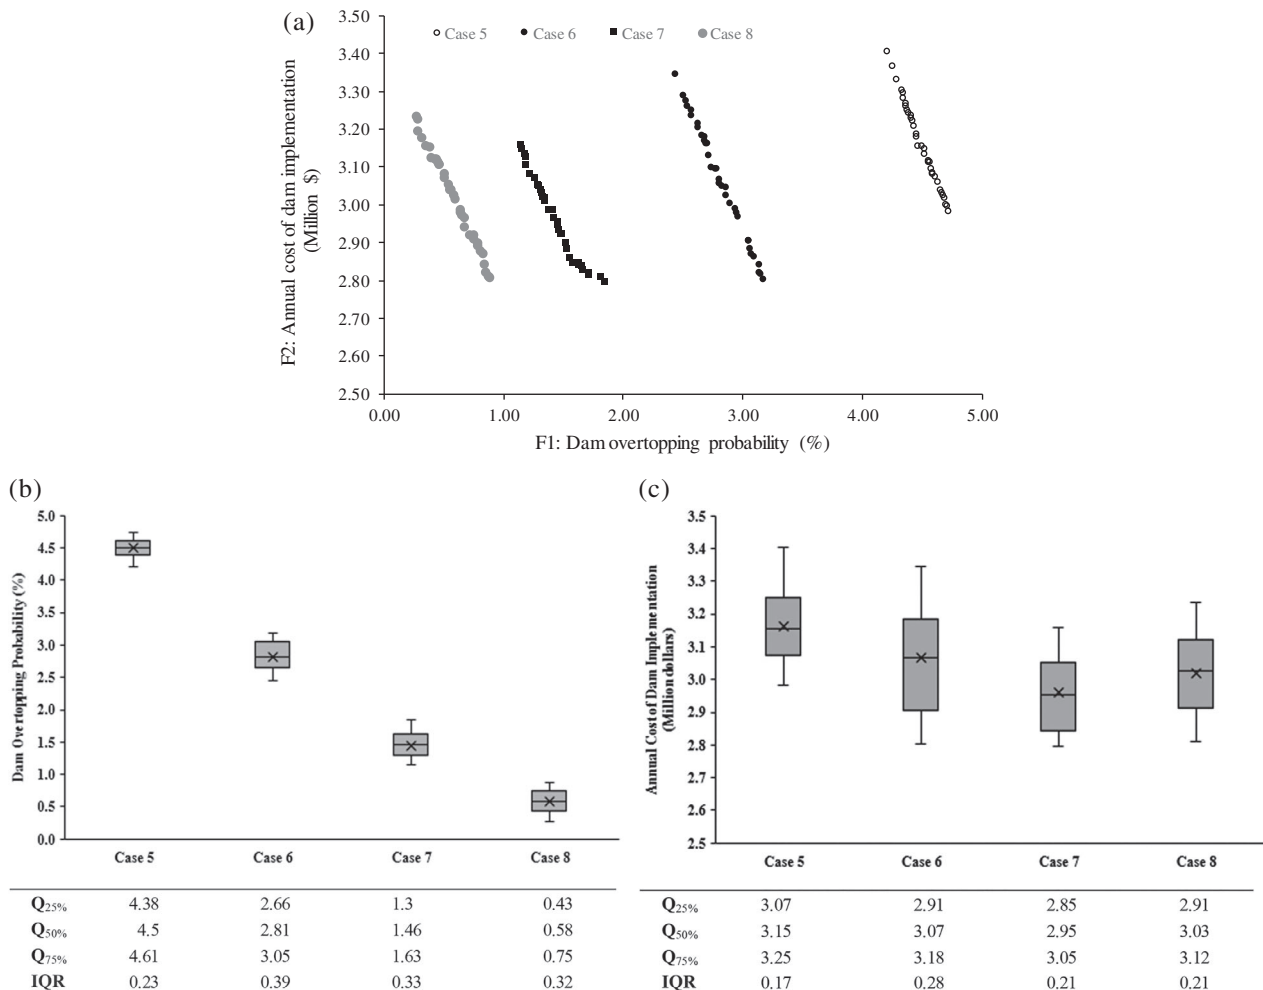 (a)
Case 5 Case 6 Case 7 Case 8
3.50
3.40
3.30
3.20
3.10
3.00
2.90
2.80
2.70
2.60
2.50
F2: Annual cost of dam implementation
(Million $)
0.00 1.00 2.00 3.00 4.00 5.00
F1: Dam overtopping probability (%)
(b)
5.0
4.5
4.0
3.5
3.0
2.5
2.0
1.5
1.0
0.5
0.0
Dam Overtopping Probability (%)
Case 5 Case 6 Case 7 Case 8
Q25% 4.38 2.66 1.3 0.43
Q50% 4.5 2.81 1.46 0.58
Q75% 4.61 3.05 1.63 0.75
IQR 0.23 0.39 0.33 0.32
(c)
3.5
3.4
3.3
3.2
3.1
3.0
2.9
2.8
2.7
2.6
2.5
Annual Cost of Dam Implementation
(Million dollars)
Case 5 Case 6 Case 7 Case 8
Q25% 3.07 2.91 2.85 2.91
Q50% 3.15 3.07 2.95 3.03
Q75% 3.25 3.18 3.05 3.12
IQR 0.17 0.28 0.21 0.21